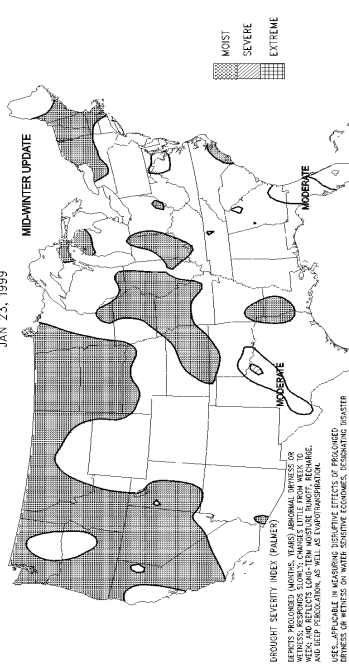 JAN 23, 1999
MID-WINTER UPDATE
MOIST
SEVERE
EXTREME
MODERATE
MODERATE
DROUGHT SEVERITY INDEX (PALMER)
DEPICTS PROLONGED (MONTHS, YEARS) ABNORMAL DRYNESS OR
WETNESS; RESPONDS SLOWLY; CHANGES LITTLE FROM WEEK TO
WEEK; AND REFLECTS LONG-TERM MOISTURE RUNOFF, RECHARGE,
AND DEEP PERCOLATION, AS WELL AS EVAPOTRANSPIRATION.
USES...APPLICABLE IN MEASURING DISRUPTIVE EFFECTS OF PROLONGED
DRYNESS OR WETNESS ON WATER SENSITIVE ECONOMIES, DESIGNATING DISASTER